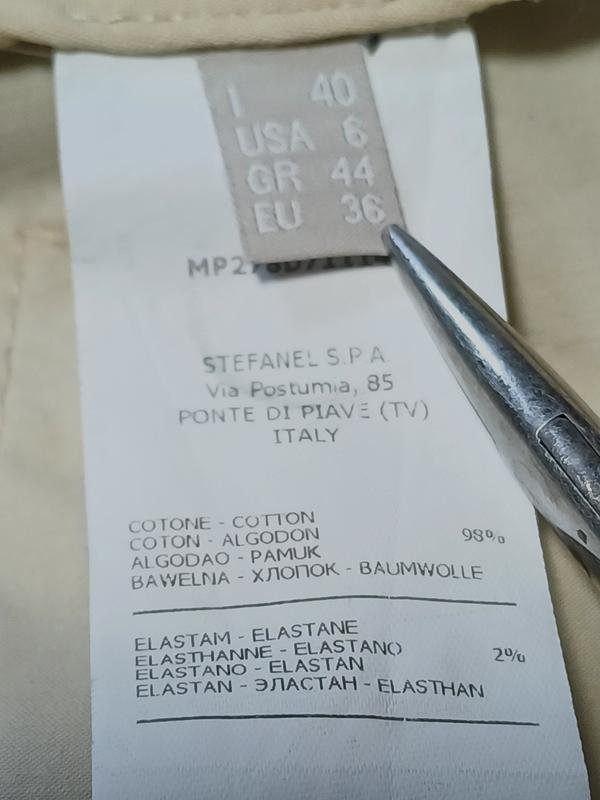 I 40
USA 6
GR 44
EU 36
STEFANEL S.P.A.
Via Postumia, 85
PONTE DI PIAVE (TV)
ITALY
COTONE - COTTON
COTON - ALGODON
ALGODAO - PAMUK
BAWELNA - ХЛОПОК - BAUMWOLLE
98%
ELASTAM - ELASTANE
ELASTHANNE - ELASTANO
ELASTANO - ELASTAN
ELASTAN - ЭЛАСТАН - ELASTHAN
2%